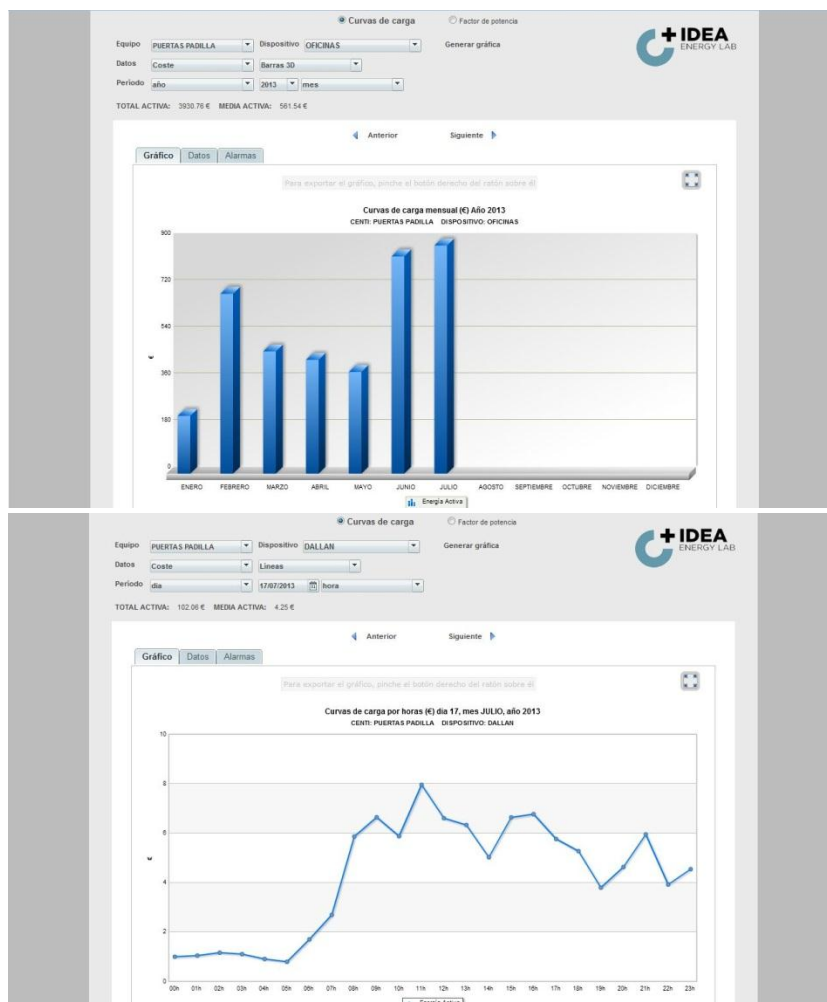 Curvas de carga Factor de potencia
+ IDEA
ENERGY LAB
Equipo PUERTAS PADILLA Dispositivo OFICINAS Generar gráfica
Datos Coste Barras 3D
Periodo año 2013 mes
TOTAL ACTIVA: 3930.76 € MEDIA ACTIVA: 561.54 €
Anterior Siguiente
Gráfico Datos Alarmas
Para exportar el gráfico, pinche el botón derecho del ratón sobre él
Curvas de carga mensual (€) Año 2013
CENTI: PUERTAS PADILLA DISPOSITIVO: OFICINAS
900
720
540
€
360
180
0
ENERO FEBRERO MARZO ABRIL MAYO JUNIO JULIO AGOSTO SEPTIEMBRE OCTUBRE NOVIEMBRE DICIEMBRE
Energía Activa
Curvas de carga Factor de potencia
+ IDEA
ENERGY LAB
Equipo PUERTAS PADILLA Dispositivo DALLAN Generar gráfica
Datos Coste Lineas
Periodo dia 17/07/2013 hora
TOTAL ACTIVA: 102.06 € MEDIA ACTIVA: 4.25 €
Anterior Siguiente
Gráfico Datos Alarmas
Para exportar el gráfico, pinche el botón derecho del ratón sobre él
Curvas de carga por horas (€) día 17, mes JULIO, año 2013
CENTI: PUERTAS PADILLA DISPOSITIVO: DALLAN
10
8
6
€
4
2
0
00h 01h 02h 03h 04h 05h 06h 07h 08h 09h 10h 11h 12h 13h 14h 15h 16h 17h 18h 19h 20h 21h 22h 23h
Energía Activa